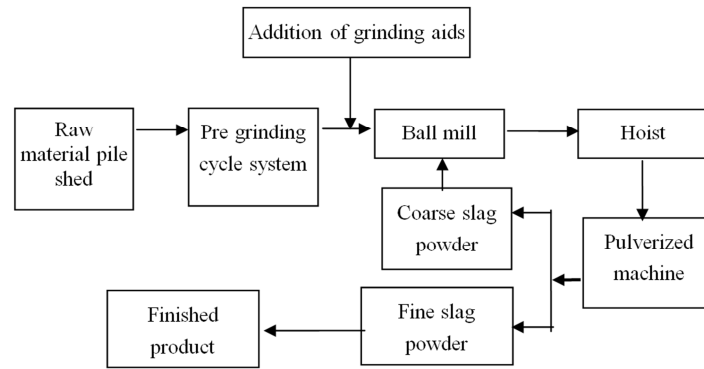 Addition of grinding aids
Raw
material pile
shed
Pre grinding
cycle system
Ball mill
Hoist
Coarse slag
powder
Pulverized
machine
Fine slag
powder
Finished
product